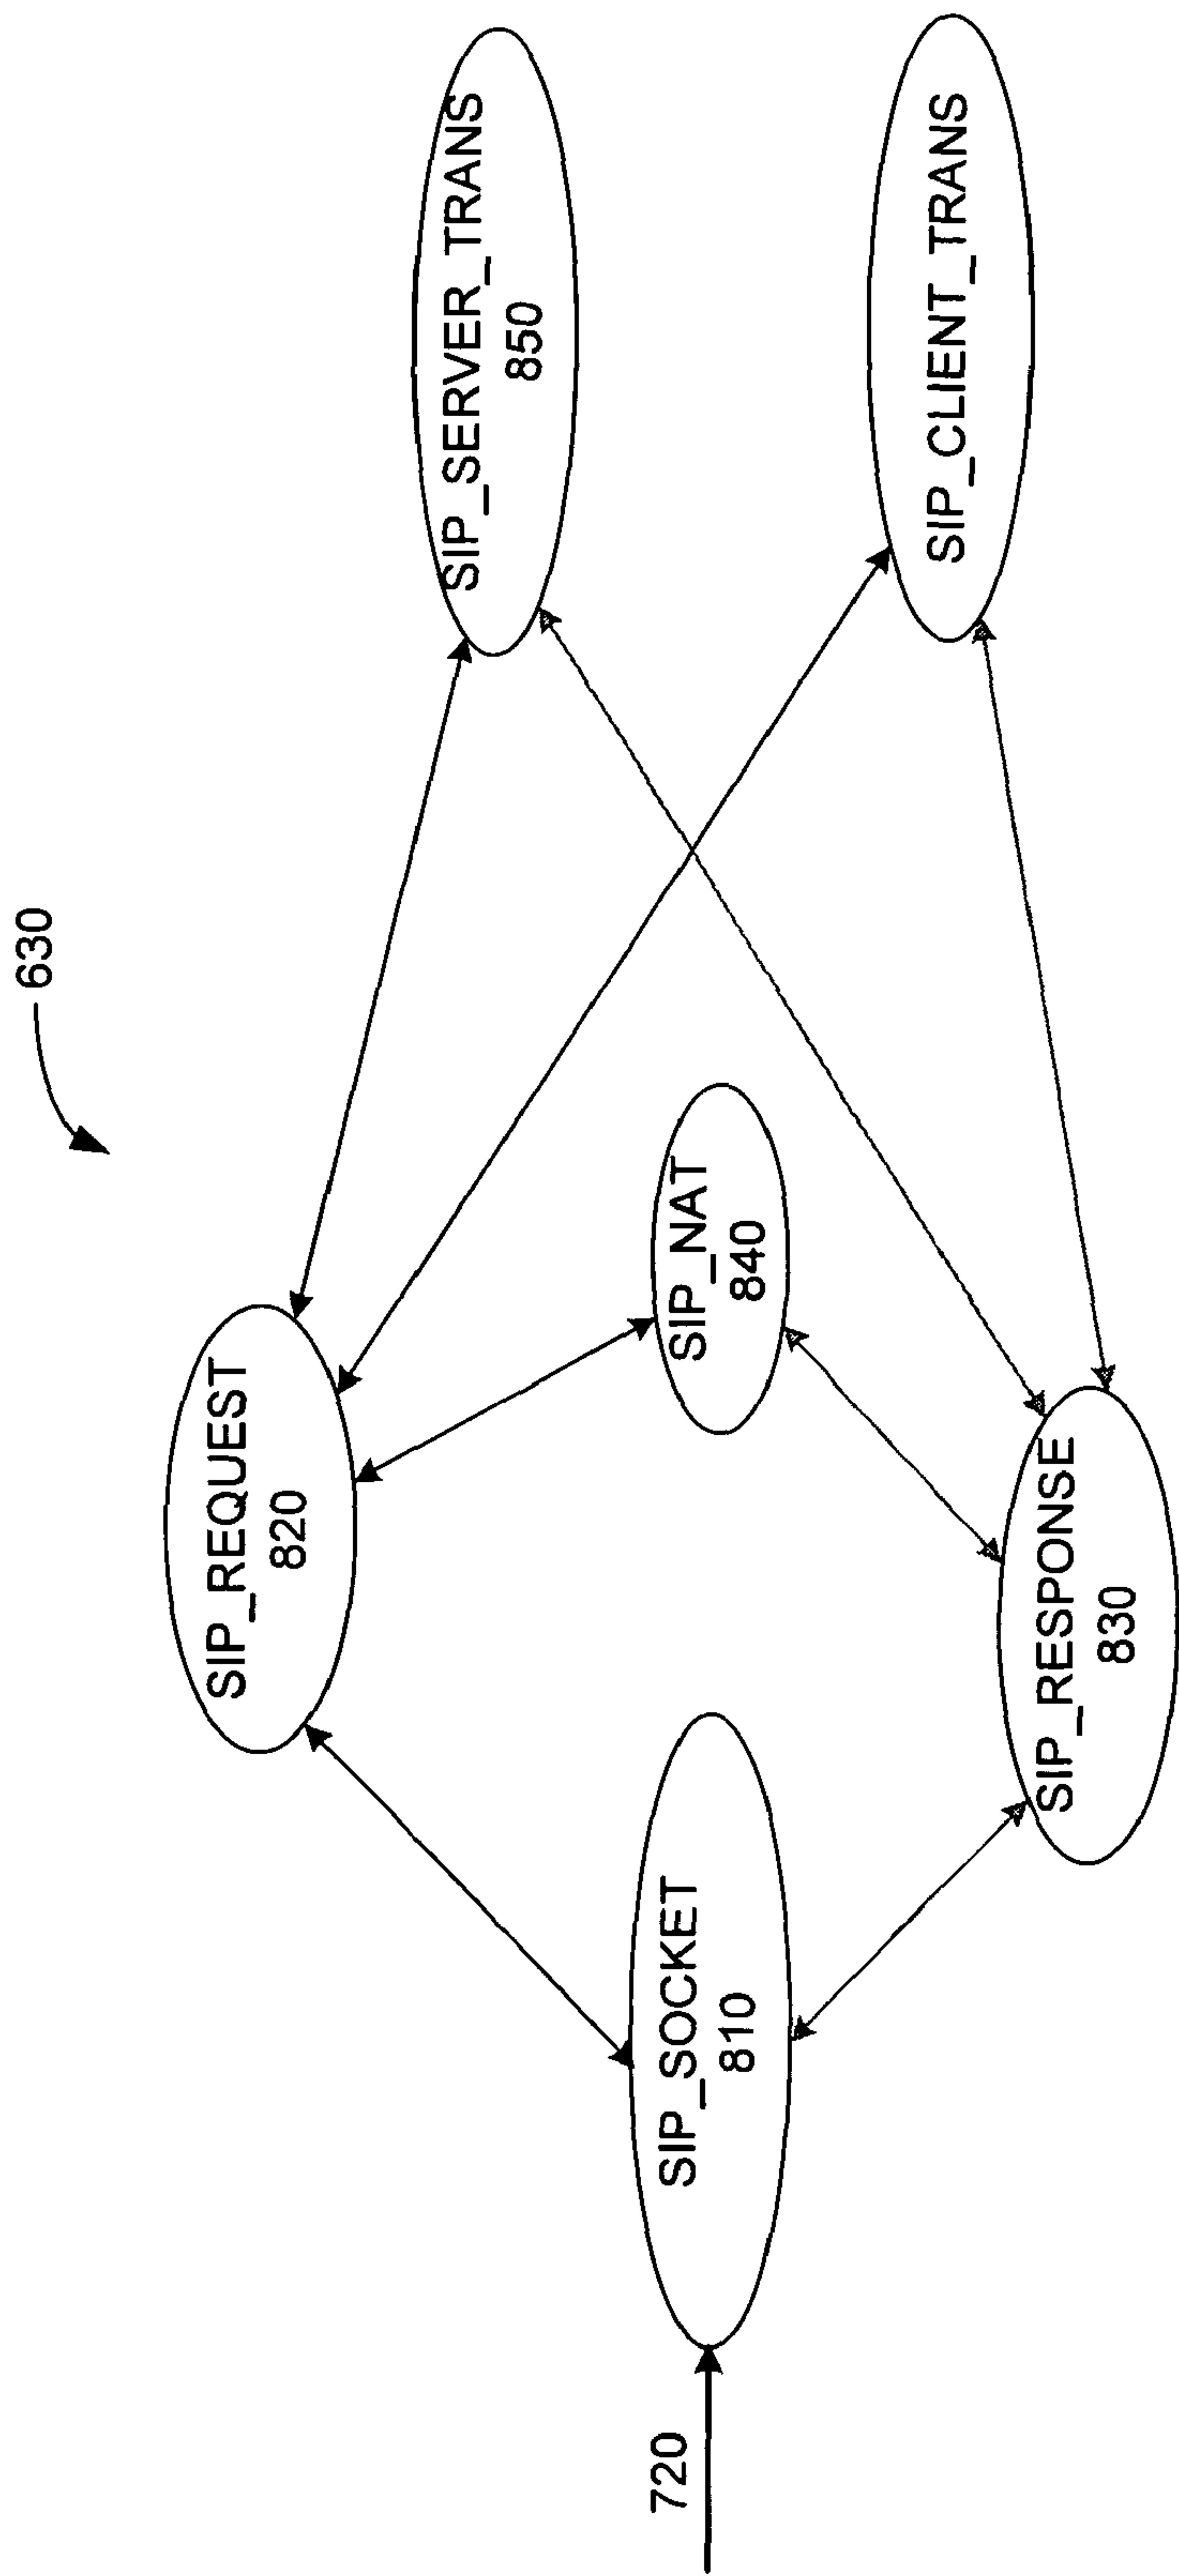 630
SIP_REQUEST
820
SIP_SERVER_TRANS
850
SIP_NAT
840
720
SIP_SOCKET
810
SIP_RESPONSE
830
SIP_CLIENT_TRANS